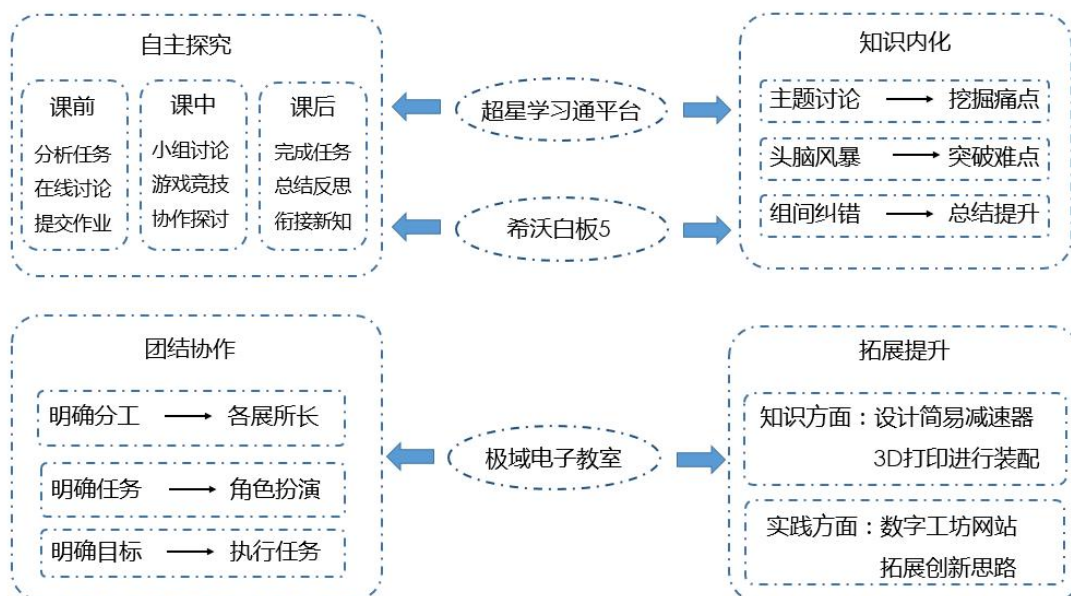 自主探究
课前
分析任务
在线讨论
提交作业
课中
小组讨论
游戏竞技
协作探讨
课后
完成任务
总结反思
衔接新知
超星学习通平台
希沃白板5
知识内化
主题讨论
挖掘痛点
头脑风暴
突破难点
组间纠错
总结提升
团结协作
明确分工
各展所长
明确任务
角色扮演
明确目标
执行任务
极域电子教室
拓展提升
知识方面：设计简易减速器
3D打印进行装配
实践方面：数字工坊网站
拓展创新思路